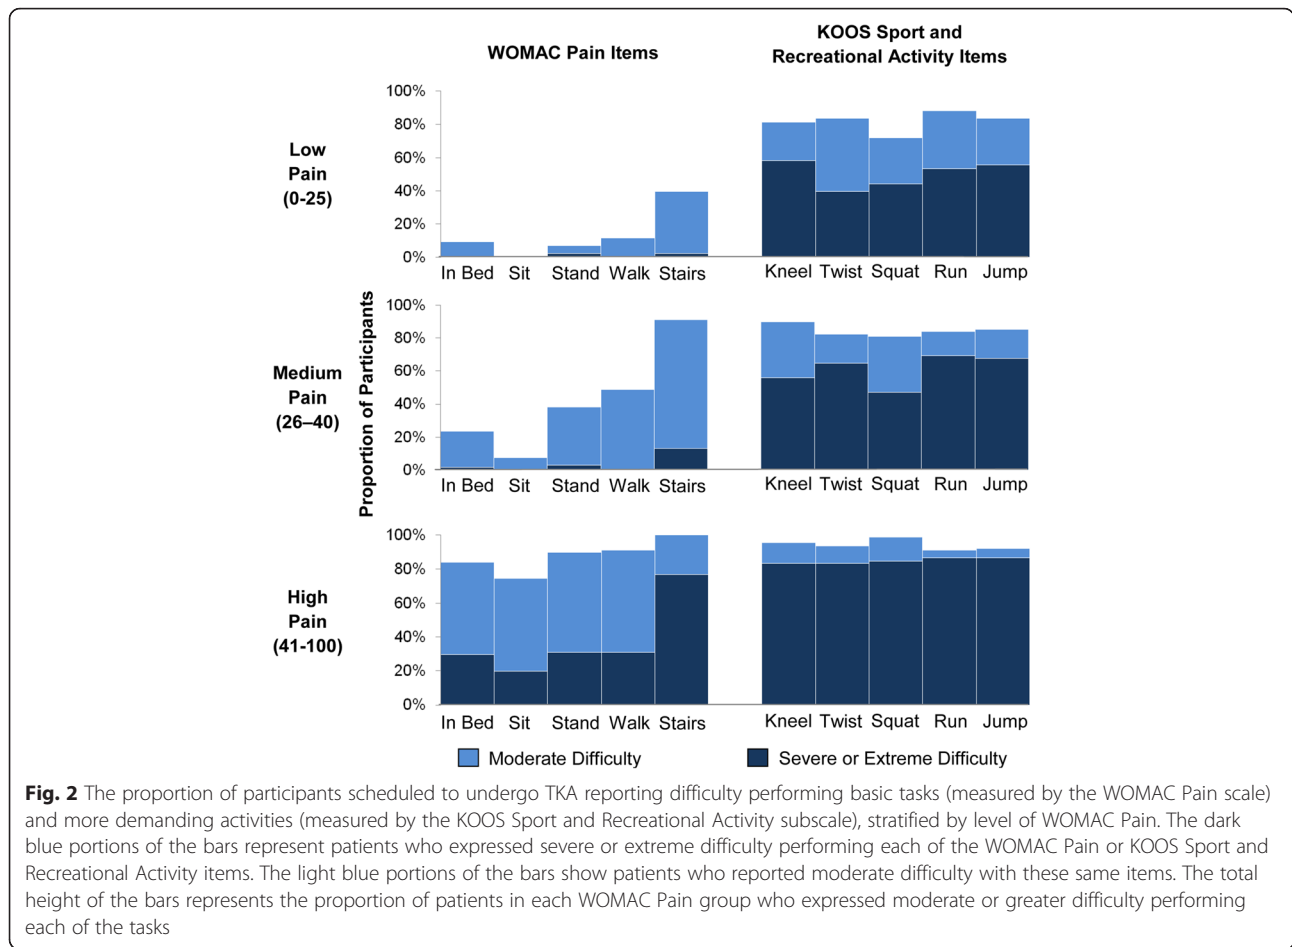 WOMAC Pain Items
KOOS Sport and
Recreational Activity Items
Proportion of Participants
Low
Pain
(0-25)
100%
80%
60%
40%
20%
0%
In Bed Sit Stand Walk Stairs
Kneel Twist Squat Run Jump
Medium
Pain
(26–40)
100%
80%
60%
40%
20%
0%
In Bed Sit Stand Walk Stairs
Kneel Twist Squat Run Jump
High
Pain
(41-100)
100%
80%
60%
40%
20%
0%
In Bed Sit Stand Walk Stairs
Kneel Twist Squat Run Jump
Moderate Difficulty
Severe or Extreme Difficulty
Fig. 2 The proportion of participants scheduled to undergo TKA reporting difficulty performing basic tasks (measured by the WOMAC Pain scale)
and more demanding activities (measured by the KOOS Sport and Recreational Activity subscale), stratified by level of WOMAC Pain. The dark
blue portions of the bars represent patients who expressed severe or extreme difficulty performing each of the WOMAC Pain or KOOS Sport and
Recreational Activity items. The light blue portions of the bars show patients who reported moderate difficulty with these same items. The total
height of the bars represents the proportion of patients in each WOMAC Pain group who expressed moderate or greater difficulty performing
each of the tasks